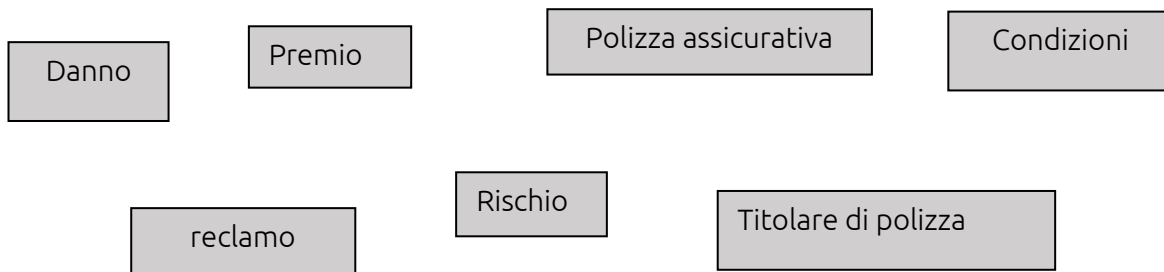 Danno
Premio
Polizza assicurativa
Condizioni
reclamo
Rischio
Titolare di polizza